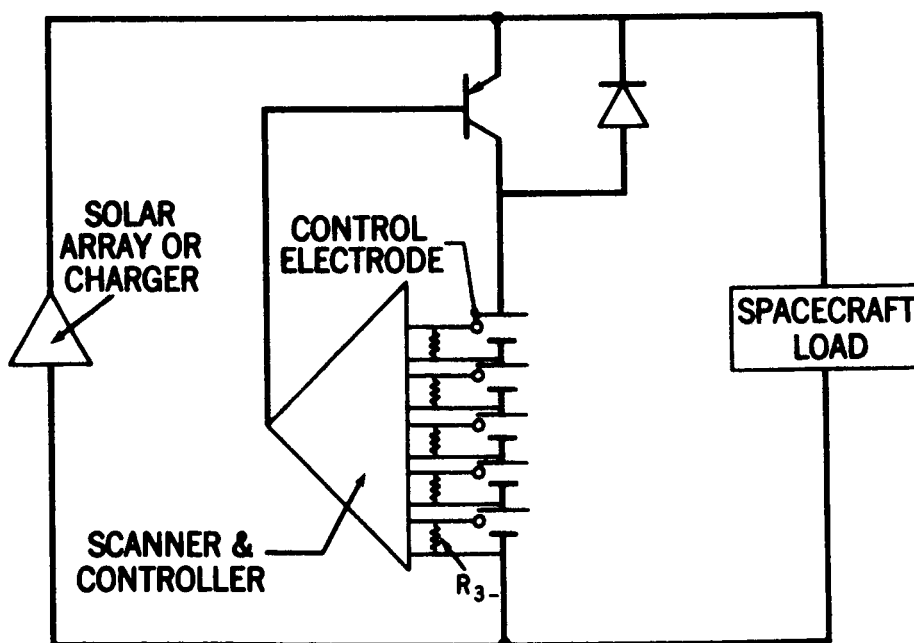 SOLAR
ARRAY OR
CHARGER
CONTROL
ELECTRODE
SPACECRAFT
LOAD
SCANNER &
CONTROLLER
R3